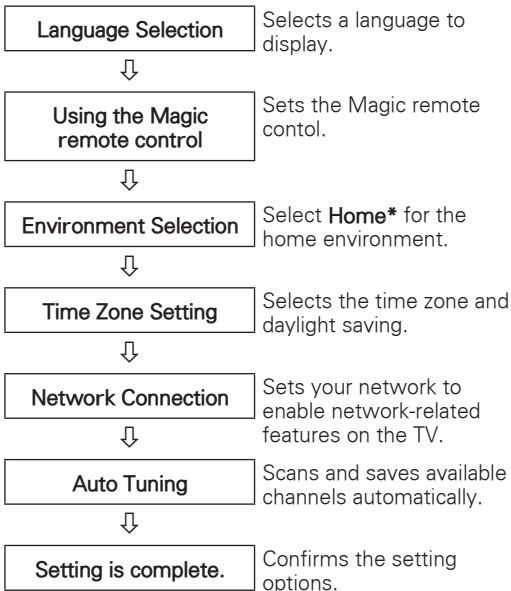 Language Selection
Selects a language to
display.
Using the Magic
remote control
Sets the Magic remote
contol.
Environment Selection
Select Home* for the
home environment.
Time Zone Setting
Selects the time zone and
daylight saving.
Network Connection
Sets your network to
enable network-related
features on the TV.
Auto Tuning
Scans and saves available
channels automatically.
Setting is complete.
Confirms the setting
options.